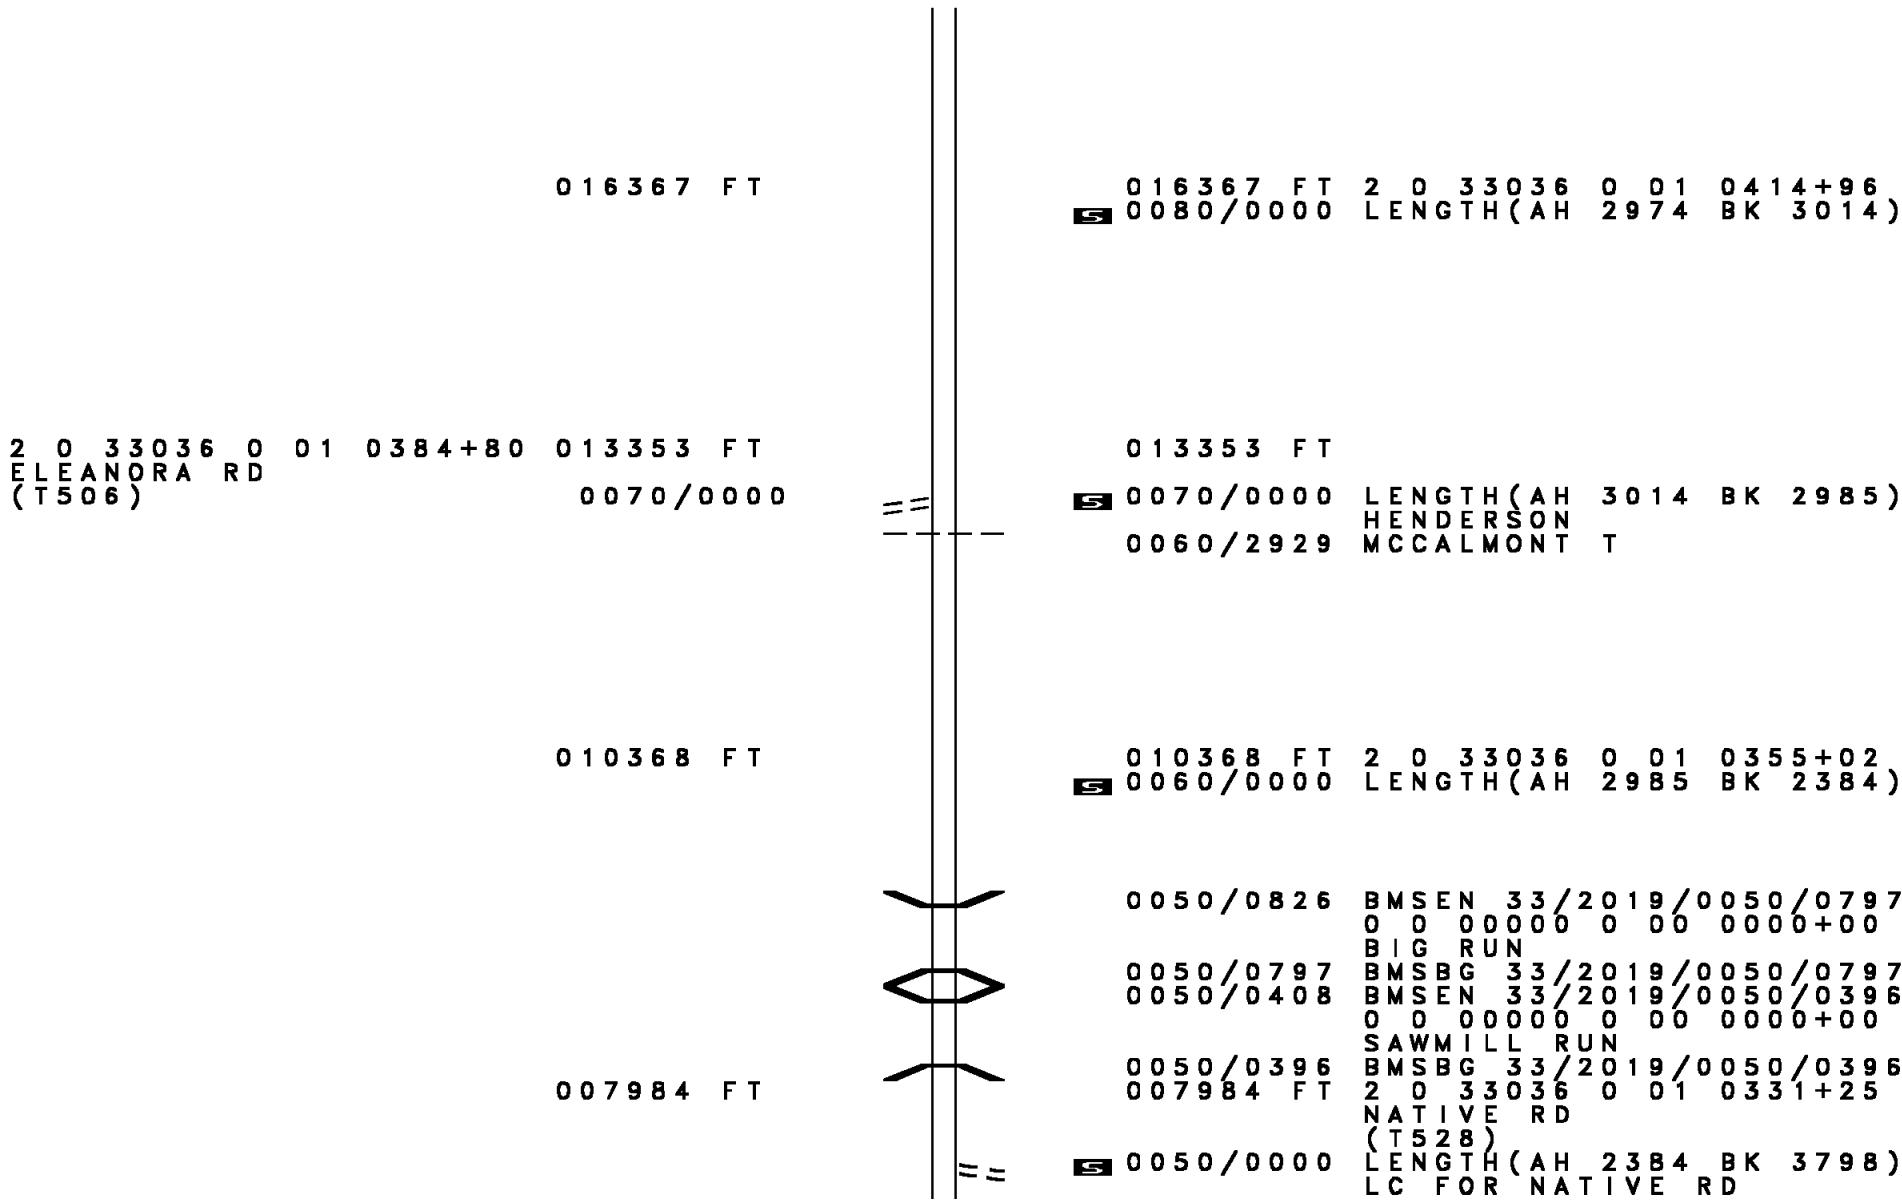 016367 FT 016367 FT 2 0 33036 0 01 0414+96
S 0080/0000 LENGTH(AH 2974 BK 3014)
2 0 33036 0 01 0384+80 013353 FT 013353 FT
ELEANORA RD
(T506) 0070/0000 S 0070/0000 LENGTH(AH 3014 BK 2985)
HENDERSON
0060/2929 MCCALMONT T
010368 FT 010368 FT 2 0 33036 0 01 0355+02
S 0060/0000 LENGTH(AH 2985 BK 2384)
0050/0826 BMSEN 33/2019/0050/0797
0 0 00000 0 00 0000+00
BIG RUN
0050/0797 BMSBG 33/2019/0050/0797
0050/0408 BMSEN 33/2019/0050/0396
0 0 00000 0 00 0000+00
SAWMILL RUN
0050/0396 BMSBG 33/2019/0050/0396
007984 FT 007984 FT 2 0 33036 0 01 0331+25
NATIVE RD
(T528)
S 0050/0000 LENGTH(AH 2384 BK 3798)
LC FOR NATIVE RD